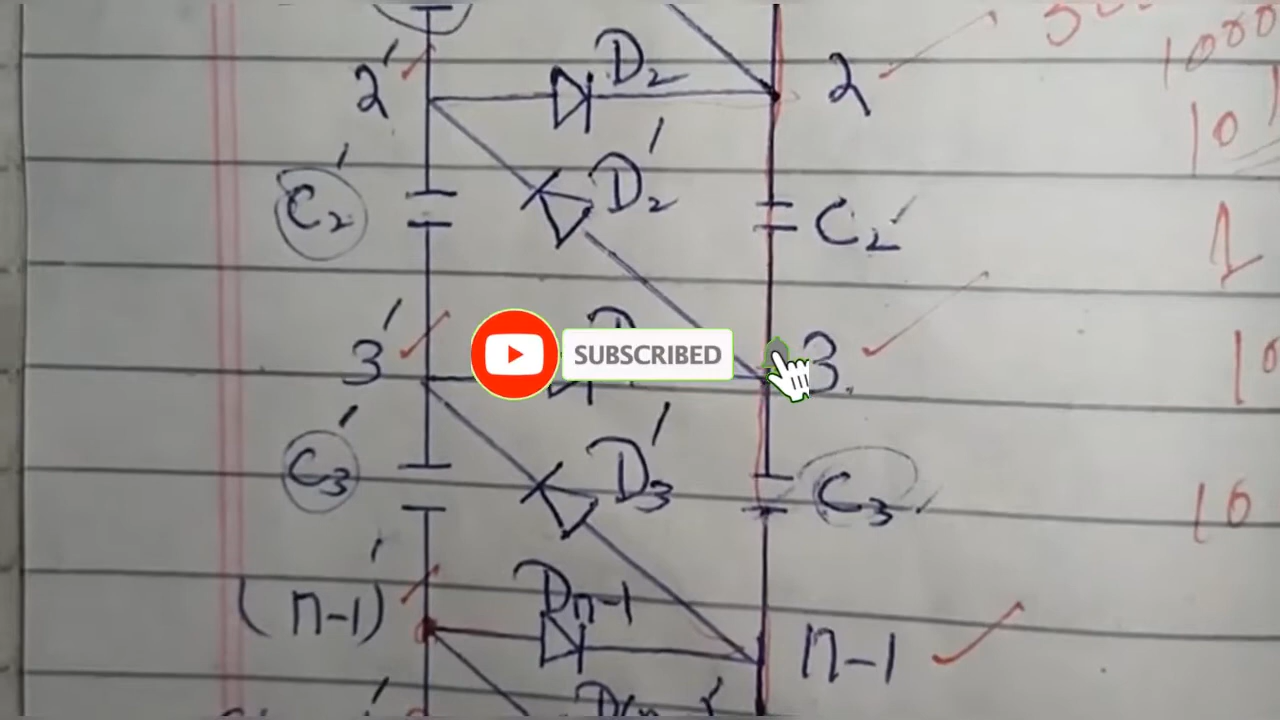 5
1000
2' D₂ 2
10
C₂' D₂' C₂'
1
3' D 3
SUBSCRIBED
10
C₃' D₃' C₃
10
(n-1)' Dn-1 n-1